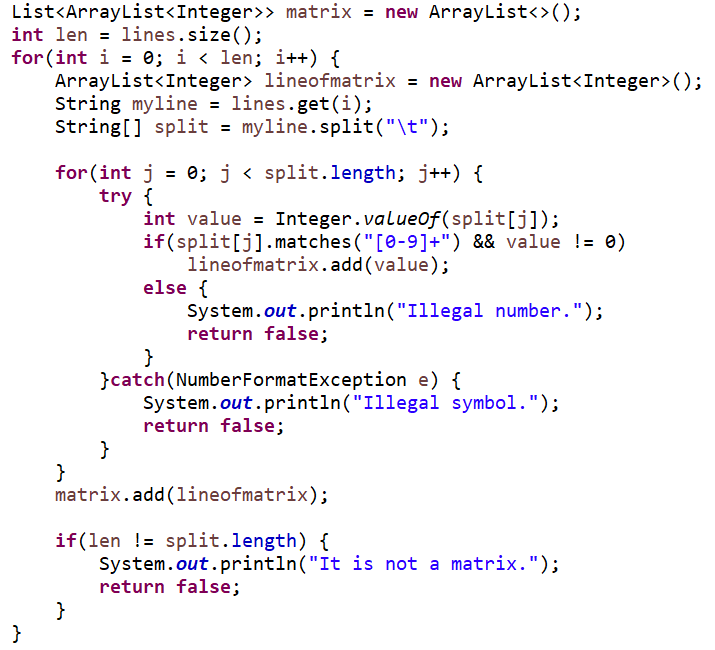 List<ArrayList<Integer>> matrix = new ArrayList<>();
int len = lines.size();
for(int i = 0; i < len; i++) {
    ArrayList<Integer> lineofmatrix = new ArrayList<Integer>();
    String myline = lines.get(i);
    String[] split = myline.split("\t");

    for(int j = 0; j < split.length; j++) {
        try {
            int value = Integer.valueOf(split[j]);
            if(split[j].matches("[0-9]+") && value != 0)
                lineofmatrix.add(value);
            else {
                System.out.println("Illegal number.");
                return false;
            }
        }catch(NumberFormatException e) {
            System.out.println("Illegal symbol.");
            return false;
        }
    }
    matrix.add(lineofmatrix);

    if(len != split.length) {
        System.out.println("It is not a matrix.");
        return false;
    }
}